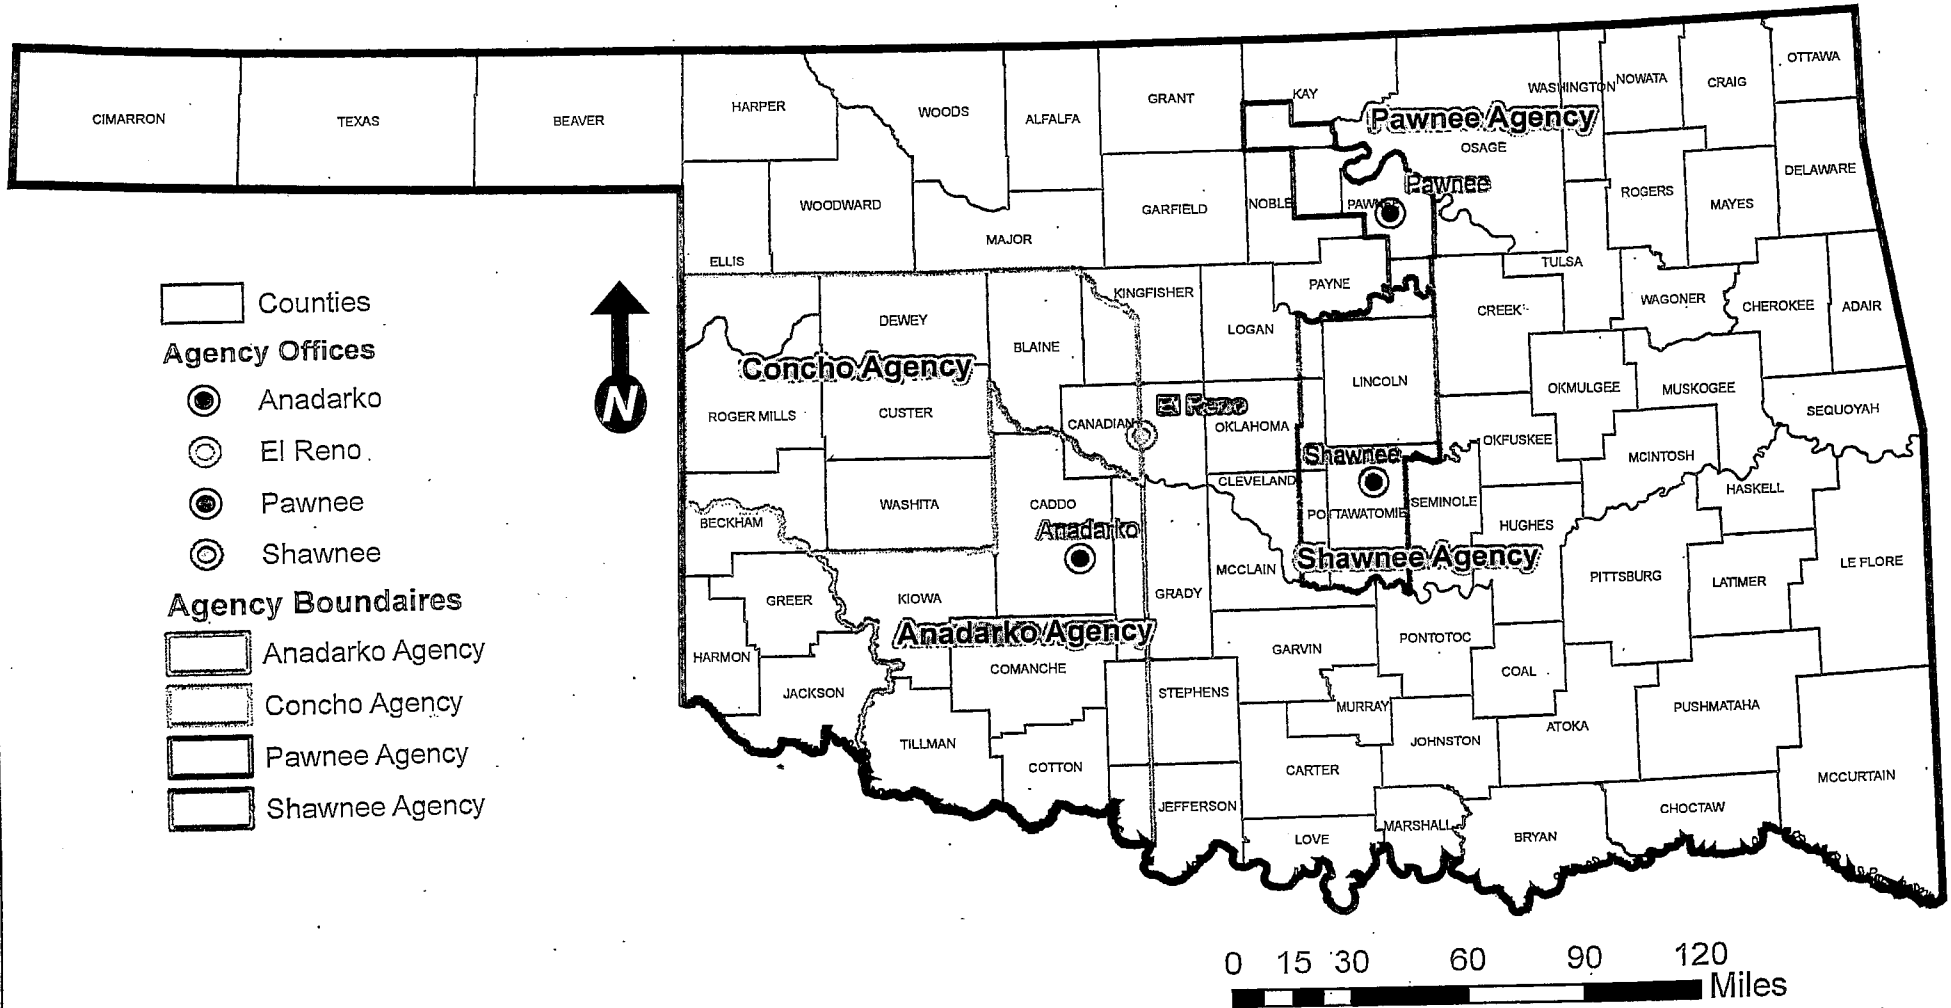 CIMARRON
TEXAS
BEAVER
HARPER
WOODS
ALFALFA
GRANT
KAY
WASHINGTON
NOWATA
CRAIG
OTTAWA
Pawnee Agency
OSAGE
Pawnee
DELAWARE
ELLIS
WOODWARD
MAJOR
GARFIELD
NOBLE
PAWNEE
ROGERS
MAYES
TULSA
Counties
Agency Offices
Anadarko
El Reno
Pawnee
Shawnee
Agency Boundaires
Anadarko Agency
Concho Agency
Pawnee Agency
Shawnee Agency
N
DEWEY
BLAINE
KINGFISHER
LOGAN
PAYNE
CREEK
WAGONER
CHEROKEE
ADAIR
Concho Agency
ROGER MILLS
CUSTER
CANADIAN
El Reno
OKLAHOMA
LINCOLN
OKMULGEE
MUSKOGEE
SEQUOYAH
OKFUSKEE
MCINTOSH
Shawnee
CLEVELAND
POTTAWATOMIE
SEMINOLE
HUGHES
HASKELL
BECKHAM
WASHITA
CADDO
Anadarko
GRADY
MCCLAIN
Shawnee Agency
PITTSBURG
LATIMER
LE FLORE
GREER
KIOWA
Anadarko Agency
HARMON
JACKSON
COMANCHE
STEPHENS
GARVIN
PONTOTOC
COAL
MURRAY
JOHNSTON
ATOKA
PUSHMATAHA
TILLMAN
COTTON
JEFFERSON
CARTER
LOVE
MARSHALL
BRYAN
CHOCTAW
MCCURTAIN
0 15 30 60 90 120
Miles